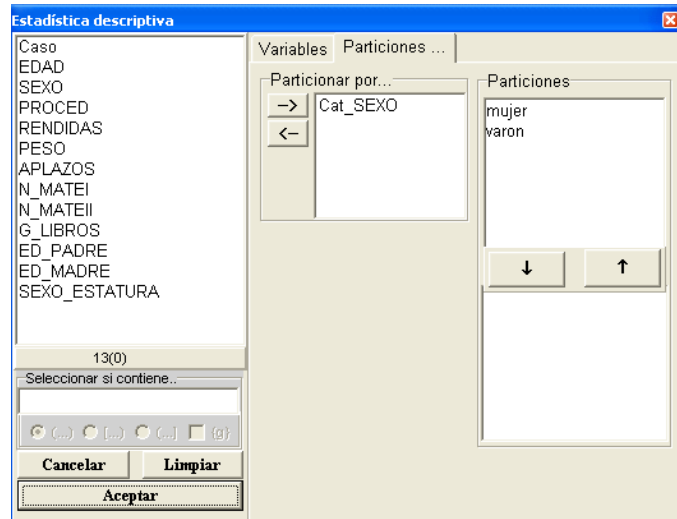 Estadística descriptiva
Caso
EDAD
SEXO
PROCED
RENDIDAS
PESO
APLAZOS
N_MATEI
N_MATEII
G_LIBROS
ED_PADRE
ED_MADRE
SEXO_ESTATURA
13(0)
Seleccionar si contiene..
(...) [...) (...] {g}
Cancelar Limpiar
Aceptar
Variables Particiones ...
Particionar por...
-->
<--
Cat_SEXO
Particiones
mujer
varon
↓ ↑